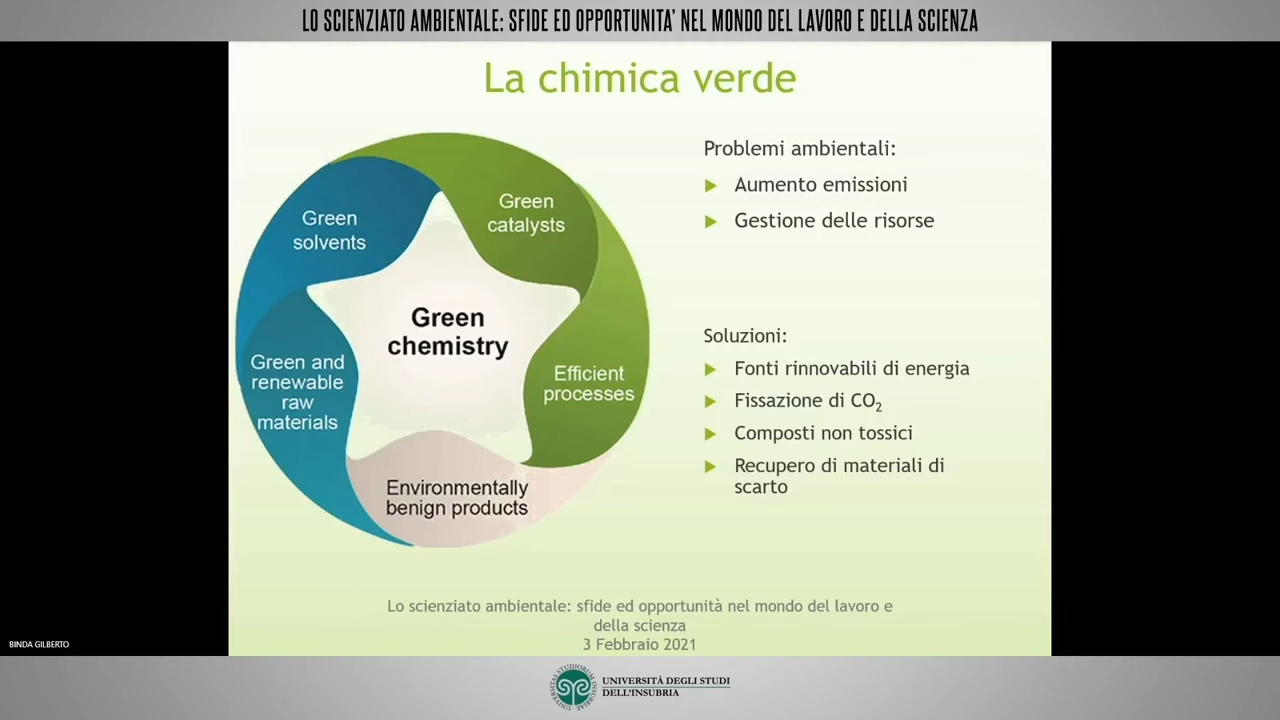 LO SCIENZIATO AMBIENTALE: SFIDE ED OPPORTUNITA' NEL MONDO DEL LAVORO E DELLA SCIENZA
La chimica verde
Green
solvents
Green
catalysts
Green
chemistry
Green and
renewable
raw
materials
Efficient
processes
Environmentally
benign products
Problemi ambientali:
Aumento emissioni
Gestione delle risorse
Soluzioni:
Fonti rinnovabili di energia
Fissazione di CO₂
Composti non tossici
Recupero di materiali di
scarto
Lo scienziato ambientale: sfide ed opportunità nel mondo del lavoro e
della scienza
3 Febbraio 2021
BINDA GILBERTO
UNIVERSITÀ DEGLI STUDI
DELL'INSUBRIA